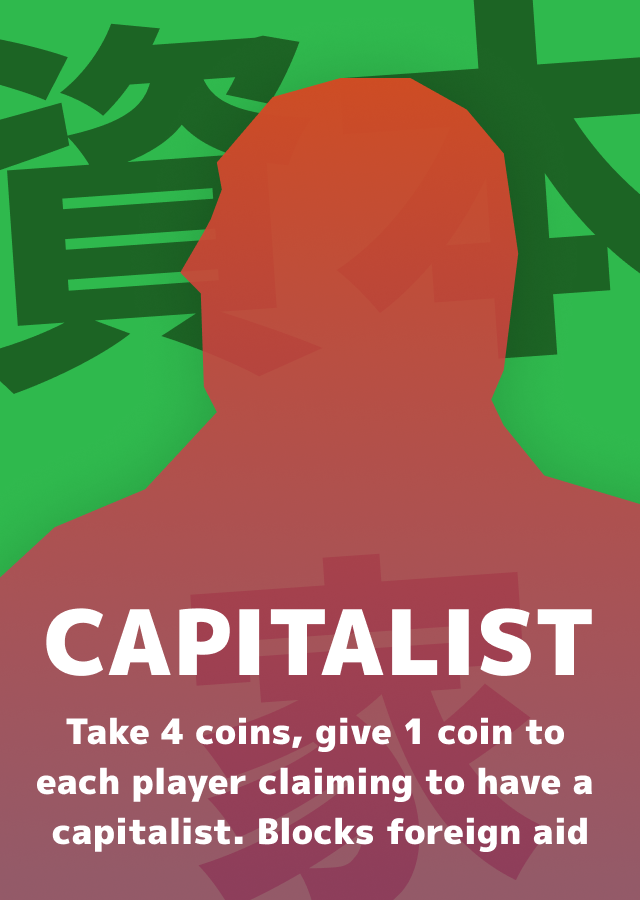 資本
家
CAPITALIST
Take 4 coins, give 1 coin to
each player claiming to have a
capitalist. Blocks foreign aid